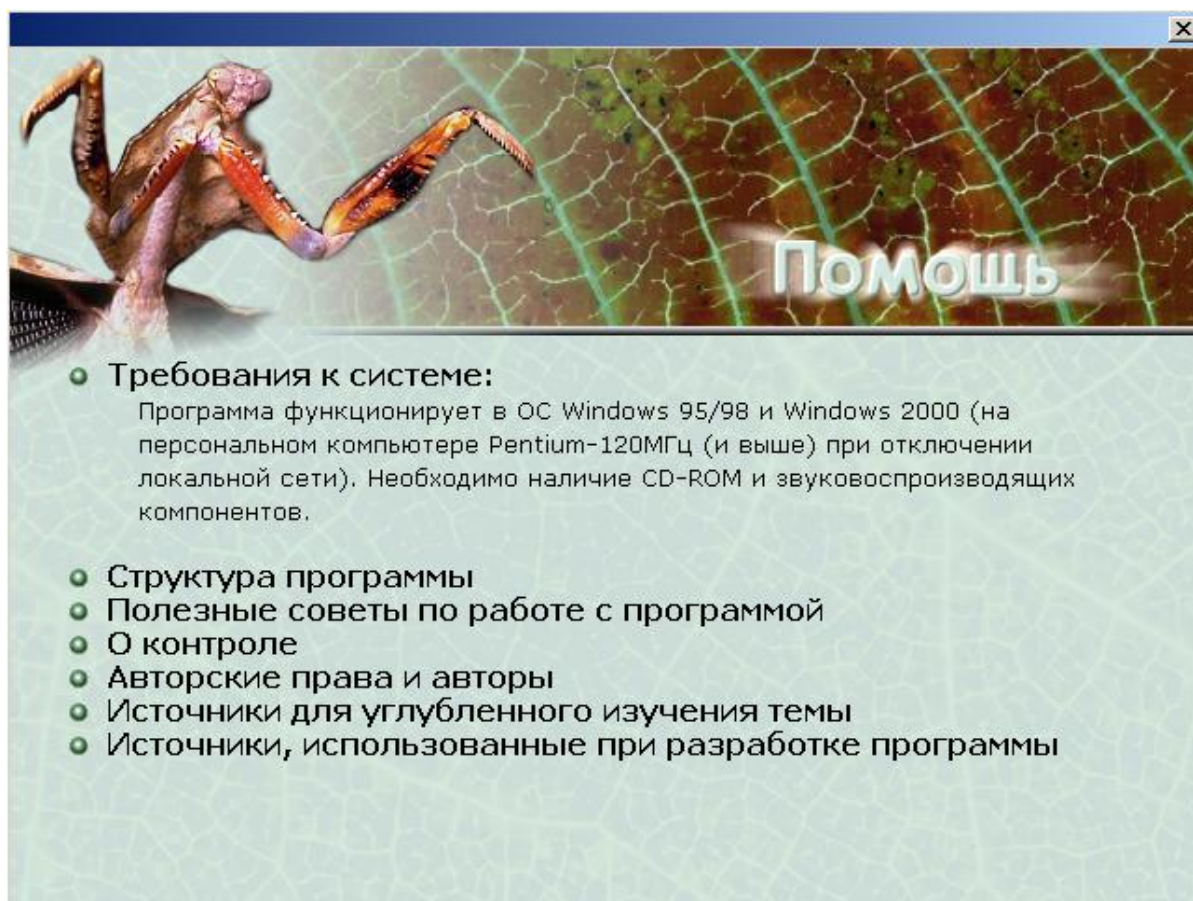 Помощь
Требования к системе:
Программа функционирует в ОС Windows 95/98 и Windows 2000 (на
персональном компьютере Pentium-120МГц (и выше) при отключении
локальной сети). Необходимо наличие CD-ROM и звуковоспроизводящих
компонентов.
Структура программы
Полезные советы по работе с программой
О контроле
Авторские права и авторы
Источники для углубленного изучения темы
Источники, использованные при разработке программы